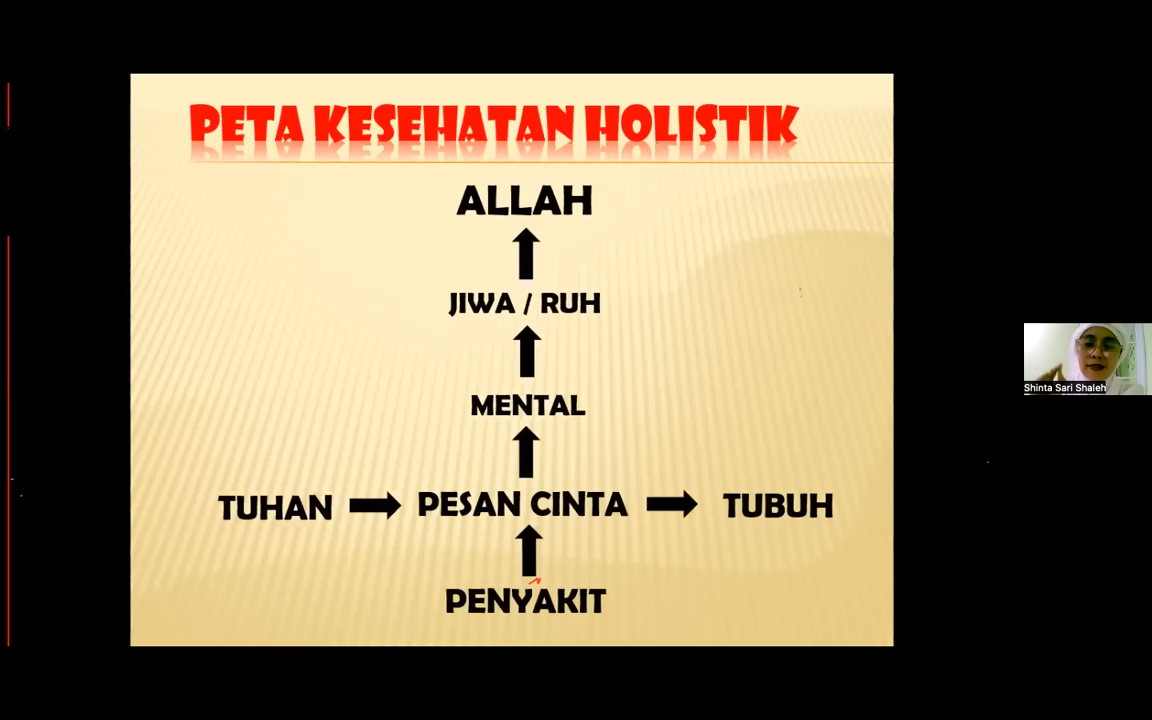 PETA KESEHATAN HOLISTIK
ALLAH
JIWA / RUH
MENTAL
TUHAN PESAN CINTA TUBUH
PENYAKIT
Shinta Sari Shaleh